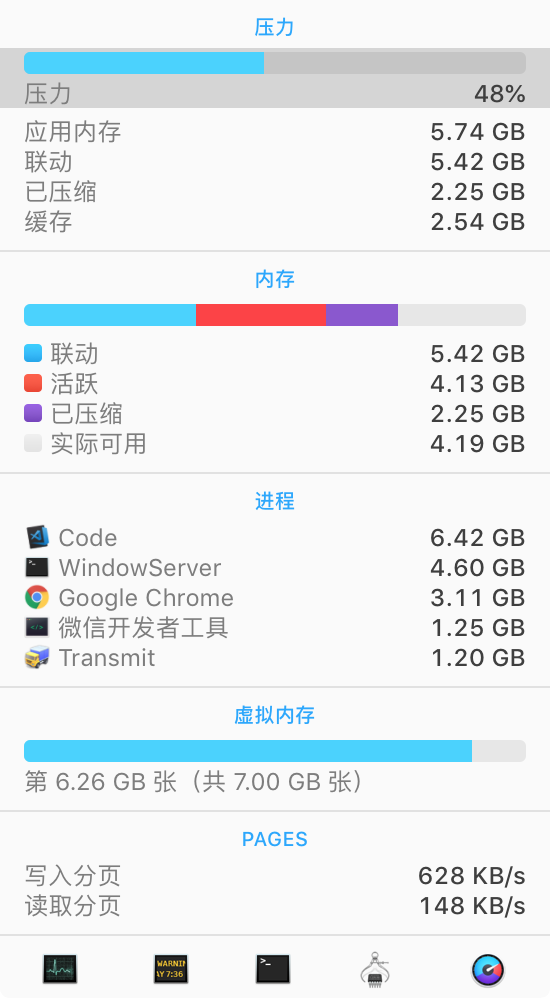 压力
压力 48%
应用内存 5.74 GB
联动 5.42 GB
已压缩 2.25 GB
缓存 2.54 GB
内存
联动 5.42 GB
活跃 4.13 GB
已压缩 2.25 GB
实际可用 4.19 GB
进程
Code 6.42 GB
WindowServer 4.60 GB
Google Chrome 3.11 GB
微信开发者工具 1.25 GB
Transmit 1.20 GB
虚拟内存
第 6.26 GB 张（共 7.00 GB 张）
PAGES
写入分页 628 KB/s
读取分页 148 KB/s
WARNIN
AY 7:36